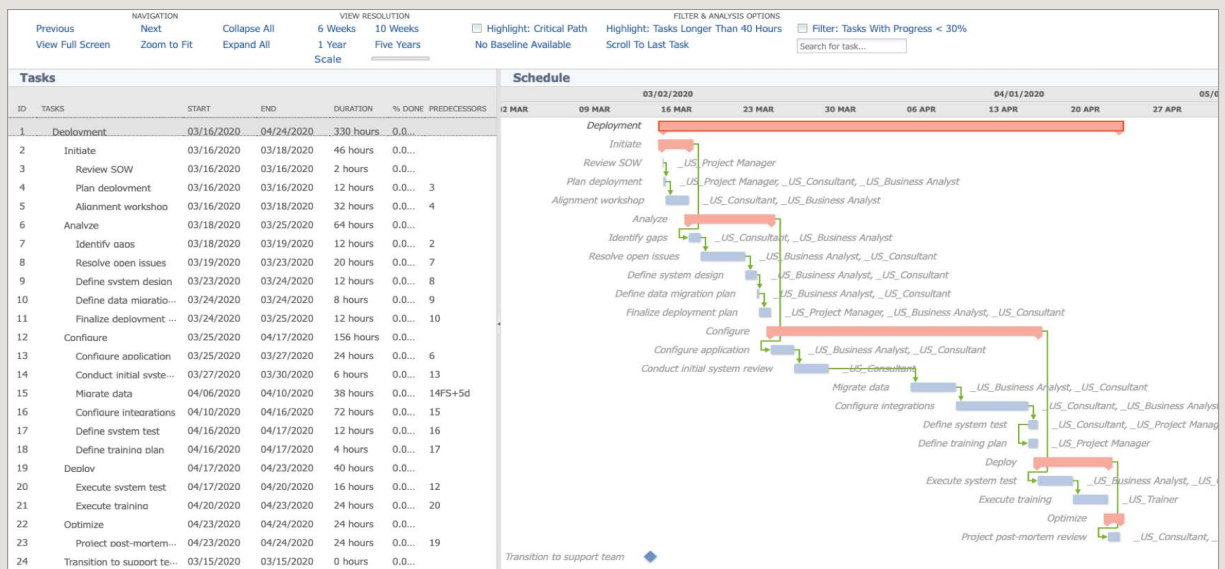 NAVIGATION VIEW RESOLUTION FILTER & ANALYSIS OPTIONS
Previous Next Collapse All 6 Weeks 10 Weeks Highlight: Critical Path Highlight: Tasks Longer Than 40 Hours Filter: Tasks With Progress < 30%
View Full Screen Zoom to Fit Expand All 1 Year Five Years No Baseline Available Scroll To Last Task Search for task...
Scale
Tasks Schedule
03/02/2020 04/01/2020 05/0
ID TASKS START END DURATION % DONE PREDECESSORS 02 MAR 09 MAR 16 MAR 23 MAR 30 MAR 06 APR 13 APR 20 APR 27 APR
1 Deployment 03/16/2020 04/24/2020 330 hours 0.0... Deployment
2 Initiate 03/16/2020 03/18/2020 46 hours 0.0... Initiate
3 Review SOW 03/16/2020 03/16/2020 2 hours 0.0... Review SOW _US_Project Manager
4 Plan deployment 03/16/2020 03/16/2020 12 hours 0.0... 3 Plan deployment _US_Project Manager, _US_Consultant, _US_Business Analyst
5 Alignment workshop 03/16/2020 03/18/2020 32 hours 0.0... 4 Alignment workshop _US_Consultant, _US_Business Analyst
6 Analyze 03/18/2020 03/25/2020 64 hours 0.0... Analyze
7 Identify gaps 03/18/2020 03/19/2020 12 hours 0.0... 2 Identify gaps _US_Consultant, _US_Business Analyst
8 Resolve open issues 03/19/2020 03/23/2020 20 hours 0.0... 7 Resolve open issues _US_Business Analyst, _US_Consultant
9 Define system design 03/23/2020 03/24/2020 12 hours 0.0... 8 Define system design _US_Business Analyst, _US_Consultant
10 Define data migratio... 03/24/2020 03/24/2020 8 hours 0.0... 9 Define data migration plan _US_Business Analyst, _US_Consultant
11 Finalize deployment ... 03/24/2020 03/25/2020 12 hours 0.0... 10 Finalize deployment plan _US_Project Manager, _US_Business Analyst, _US_Consultant
12 Configure 03/25/2020 04/17/2020 156 hours 0.0... Configure
13 Configure application 03/25/2020 03/27/2020 24 hours 0.0... 6 Configure application _US_Business Analyst, _US_Consultant
14 Conduct initial syste... 03/27/2020 03/30/2020 6 hours 0.0... 13 Conduct initial system review _US_Consultant
15 Migrate data 04/06/2020 04/10/2020 38 hours 0.0... 14FS+5d Migrate data _US_Business Analyst, _US_Consultant
16 Configure integrations 04/10/2020 04/16/2020 72 hours 0.0... 15 Configure integrations _US_Consultant, _US_Business Analyst
17 Define system test 04/16/2020 04/17/2020 12 hours 0.0... 16 Define system test _US_Consultant, _US_Project Manag
18 Define training plan 04/16/2020 04/17/2020 4 hours 0.0... 17 Define training plan _US_Project Manager
19 Deploy 04/17/2020 04/23/2020 40 hours 0.0... Deploy
20 Execute system test 04/17/2020 04/20/2020 16 hours 0.0... 12 Execute system test _US_Business Analyst, _US_
21 Execute training 04/20/2020 04/23/2020 24 hours 0.0... 20 Execute training _US_Trainer
22 Optimize 04/23/2020 04/24/2020 24 hours 0.0... Optimize
23 Project post-mortem... 04/23/2020 04/24/2020 24 hours 0.0... 19 Project post-mortem review _US_Consultant, _
24 Transition to support te... 03/15/2020 03/15/2020 0 hours 0.0... Transition to support team